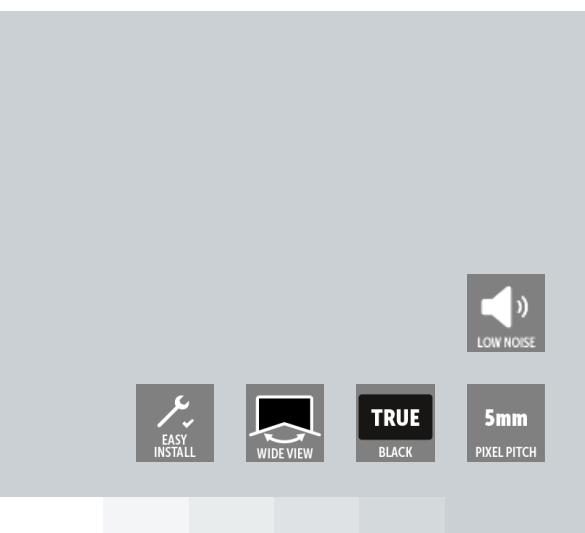 LOW NOISE
EASY
INSTALL
WIDE VIEW
TRUE
BLACK
5mm
PIXEL PITCH